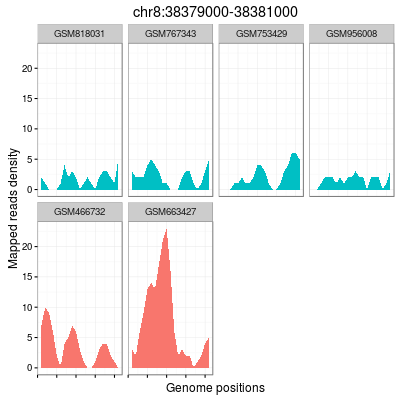 chr8:38379000-38381000
GSM818031 GSM767343 GSM753429 GSM956008
20
15
10
5
0
Mapped reads density
GSM466732 GSM663427
20
15
10
5
0
Genome positions